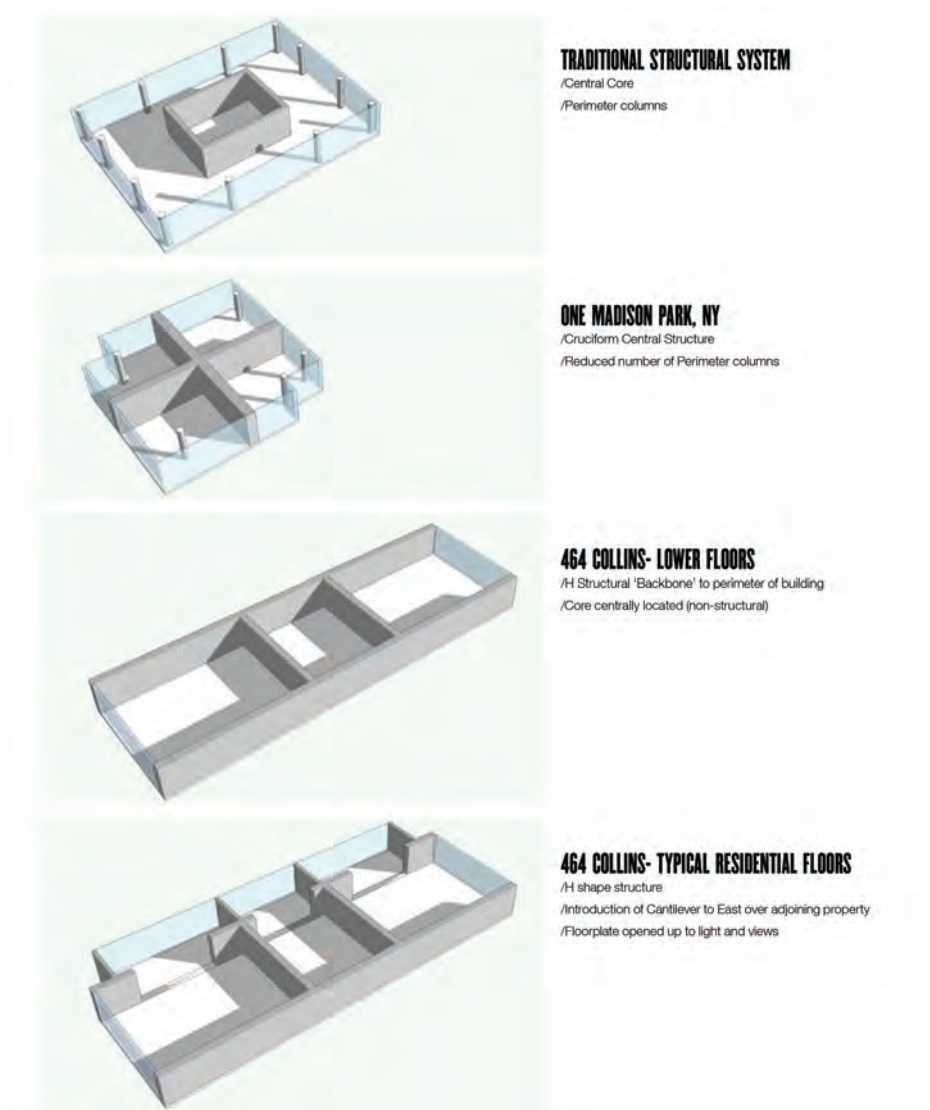 TRADITIONAL STRUCTURAL SYSTEM
/Central Core
/Perimeter columns
ONE MADISON PARK, NY
/Cruciform Central Structure
/Reduced number of Perimeter columns
464 COLLINS- LOWER FLOORS
/H Structural 'Backbone' to perimeter of building
/Core centrally located (non-structural)
464 COLLINS- TYPICAL RESIDENTIAL FLOORS
/H shape structure
/Introduction of Cantilever to East over adjoining property
/Floorplate opened up to light and views